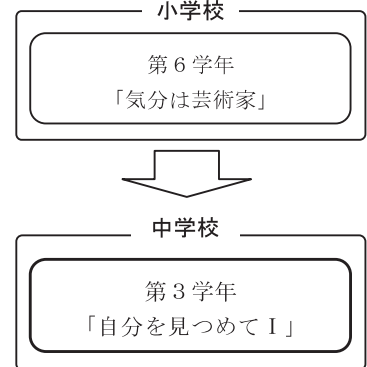 小学校
第６学年
「気分は芸術家」
中学校
第３学年
「自分を見つめてⅠ」